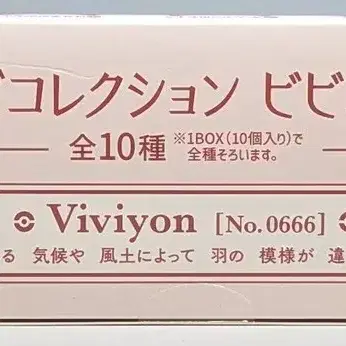 コレクション ビビ
全10種 ※1BOX(10個入り)で
全種そろいます。
Viviyon [No.0666]
る 気候や 風土によって 羽の 模様が 違